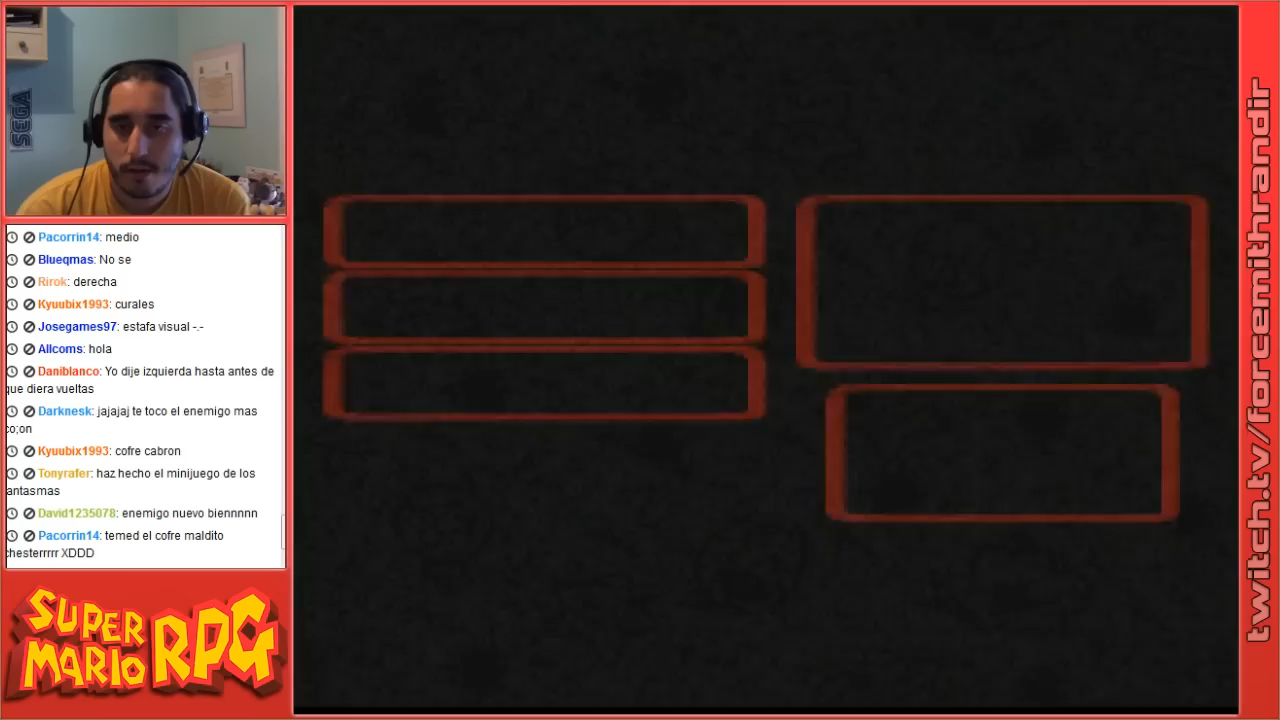 SEGA
Pacorrin14: medio
Blueqmas: No se
Rirok: derecha
Kyuubix1993: curales
Josegames97: estafa visual -.-
Allcoms: hola
Daniblanco: Yo dije izquierda hasta antes de
que diera vueltas
Darknesk: jajajaj te toco el enemigo mas
co;on
Kyuubix1993: cofre cabron
Tonyrafer: haz hecho el minijuego de los
antasmas
David1235078: enemigo nuevo biennnnn
Pacorrin14: temed el cofre maldito
chesterrrrr XDDD
SUPER
MARIO RPG
twitch.tv/forcemithrandir